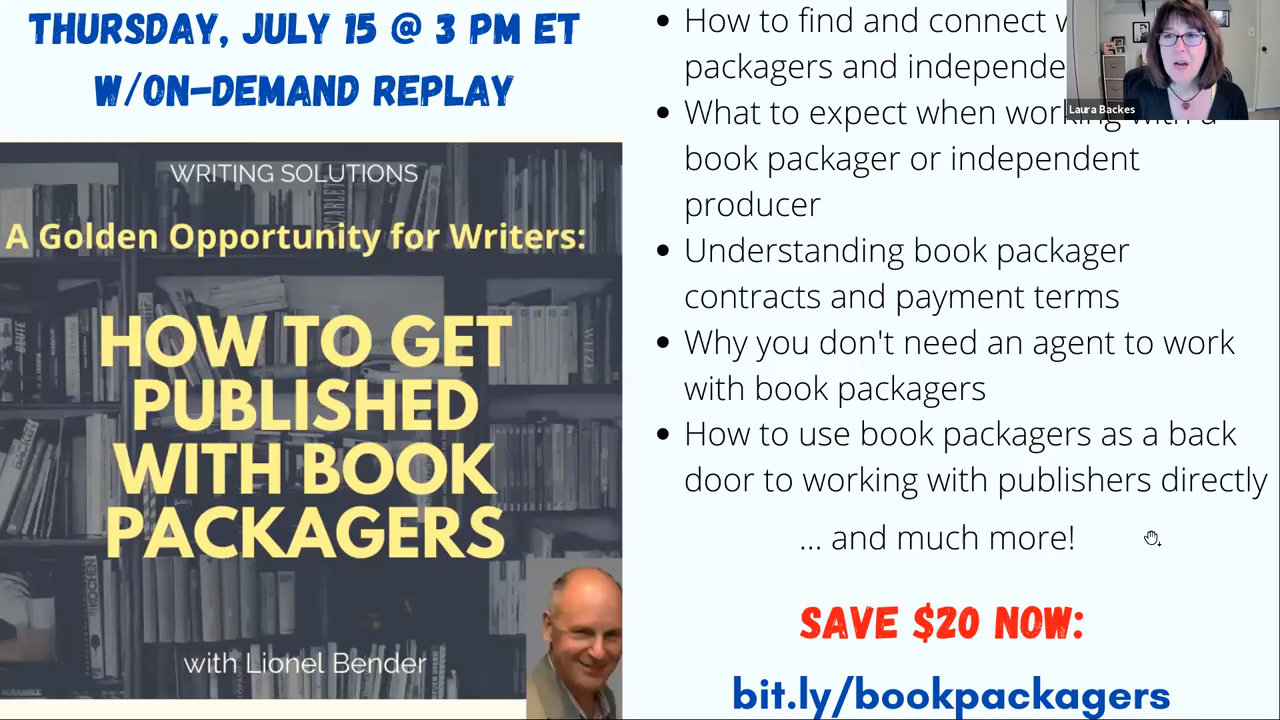 THURSDAY, JULY 15 @ 3 PM ET
W/ON-DEMAND REPLAY
WRITING SOLUTIONS
A Golden Opportunity for Writers:
HOW TO GET
PUBLISHED
WITH BOOK
PACKAGERS
with Lionel Bender
• How to find and connect
packagers and
• What to expect when working with a
book packager or independent
producer
• Understanding book packager
contracts and payment terms
• Why you don't need an agent to work
with book packagers
• How to use book packagers as a back
door to working with publishers directly
... and much more!
SAVE $20 NOW:
bit.ly/bookpackagers
Laura Backes